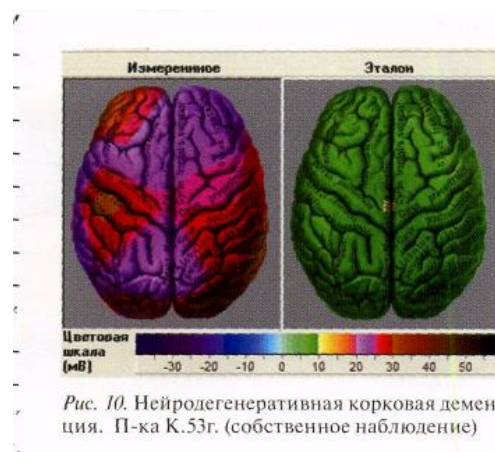 Измеренное
Эталон
Цветовая
шкала
(мВ)
-30 -20 -10 0 10 20 30 40 50
Рис. 10. Нейродегенеративная корковая демен
ция. П-ка К.53г. (собственное наблюдение)